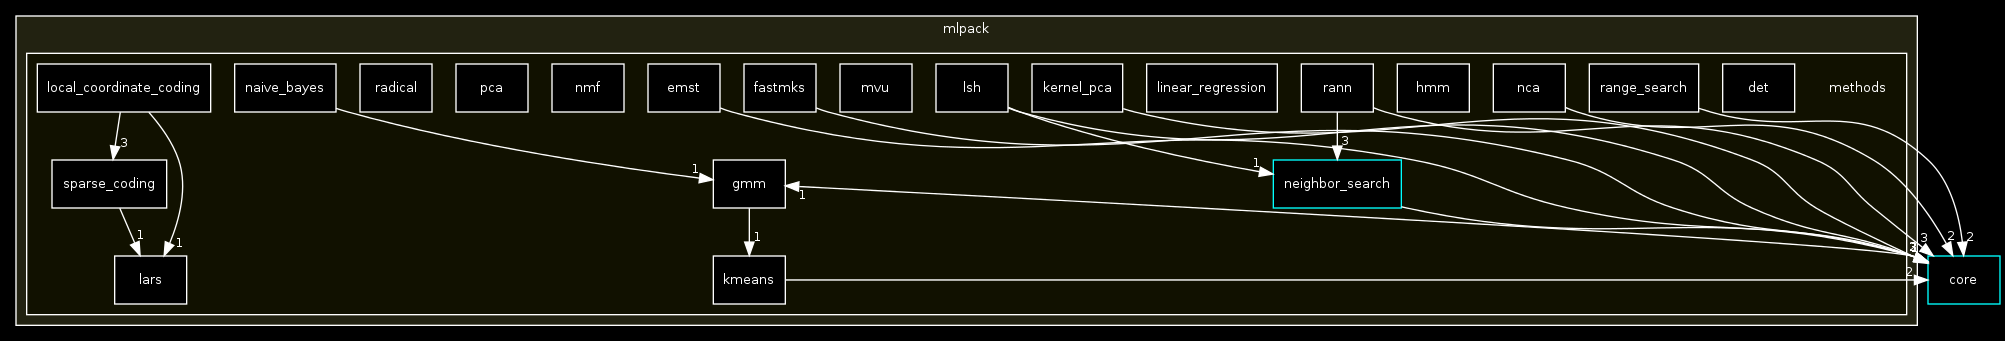 mlpack
local_coordinate_coding naive_bayes radical pca nmf emst fastmks mvu lsh kernel_pca linear_regression rann hmm nca range_search det methods
3 3
sparse_coding 1 gmm 1 1 neighbor_search
1 1 1 3 2 2
2
lars kmeans core